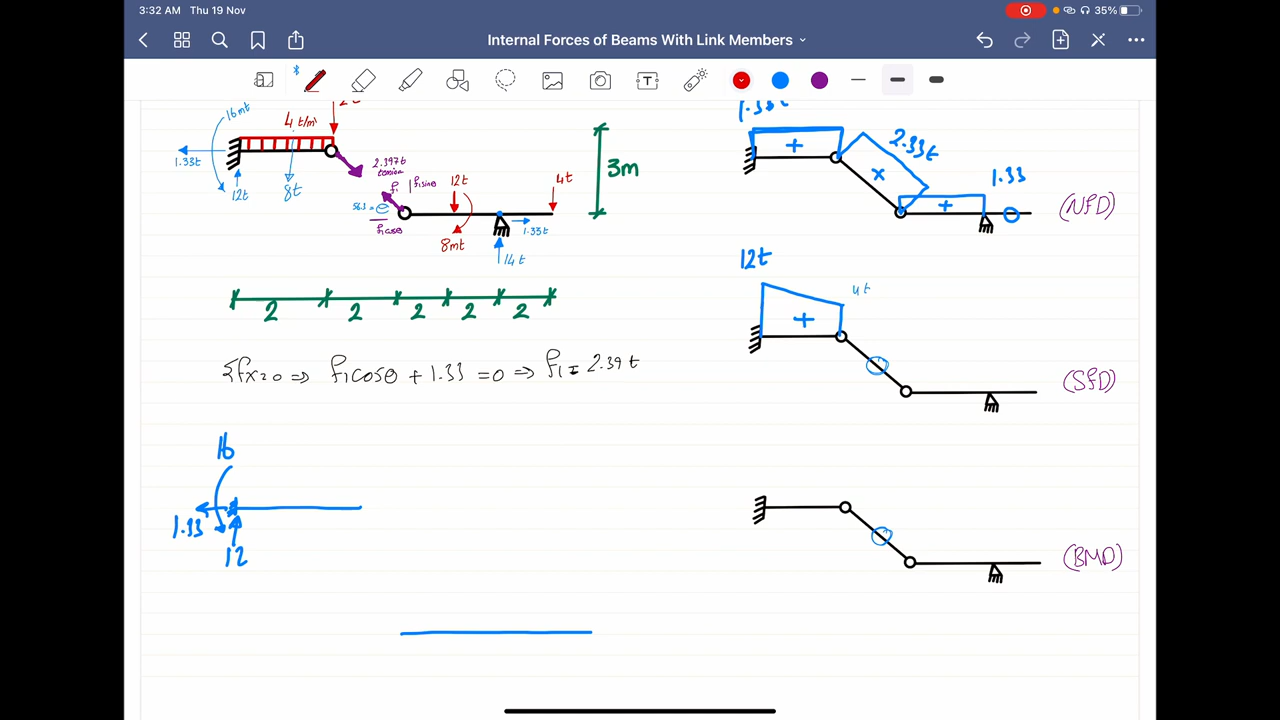 3:32 AM Thu 19 Nov
35%
Internal Forces of Beams With Link Members
T
16mt
4 t/m'
1.33t
12t
8t
2.397t
tension
f1
f1sinθ
56.3 = θ
f1cosθ
12t
4t
8mt
1.33t
14t
3m
2 2 2 2 2
Σfx=0 ⇒ f1cosθ + 1.33 = 0 ⇒ f1 = 2.39 t
16
1.33
12
+
2.33t
x
1.33
+
(NFD)
12t
4t
+
(SFD)
(BMD)